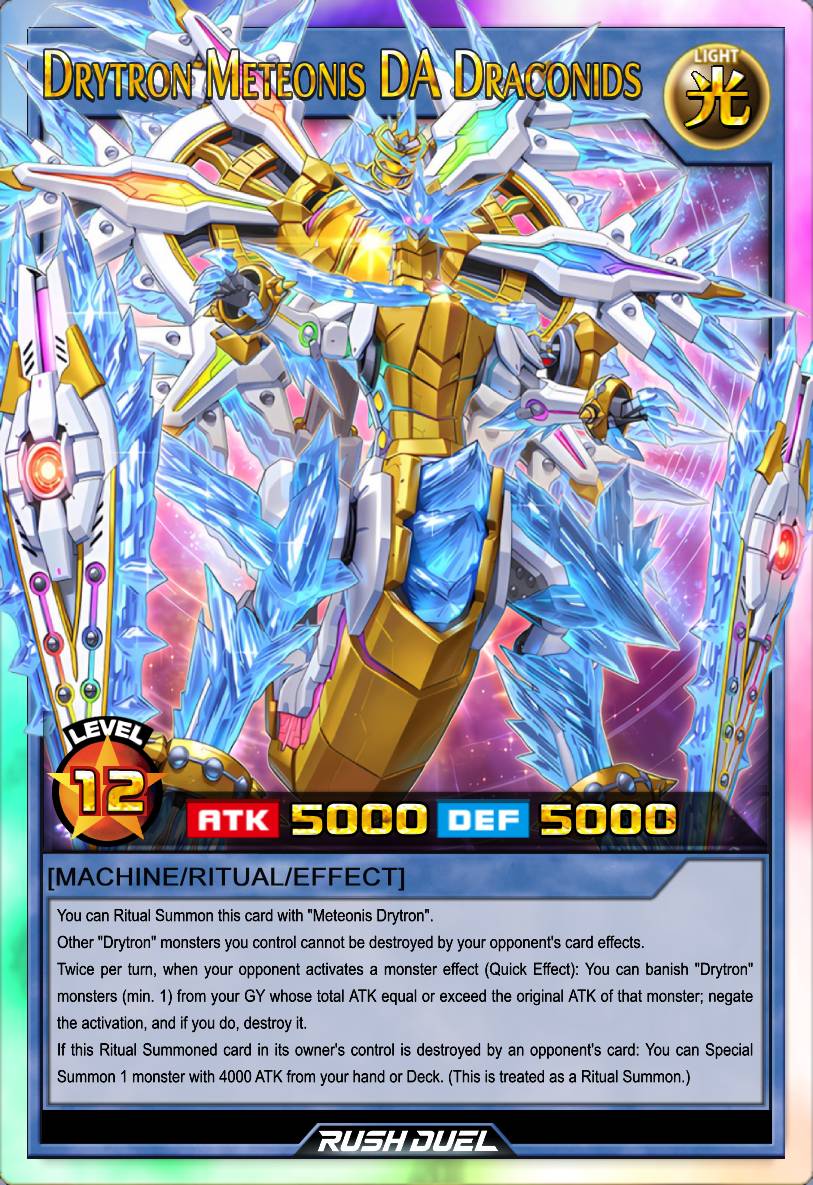 DRYTRON METEONIS DA DRACONIDS
LIGHT
光
LEVEL
12
ATK 5000 DEF 5000
[MACHINE/RITUAL/EFFECT]
You can Ritual Summon this card with "Meteonis Drytron".
Other "Drytron" monsters you control cannot be destroyed by your opponent's card effects.
Twice per turn, when your opponent activates a monster effect (Quick Effect): You can banish "Drytron"
monsters (min. 1) from your GY whose total ATK equal or exceed the original ATK of that monster; negate
the activation, and if you do, destroy it.
If this Ritual Summoned card in its owner's control is destroyed by an opponent's card: You can Special
Summon 1 monster with 4000 ATK from your hand or Deck. (This is treated as a Ritual Summon.)
RUSH DUEL